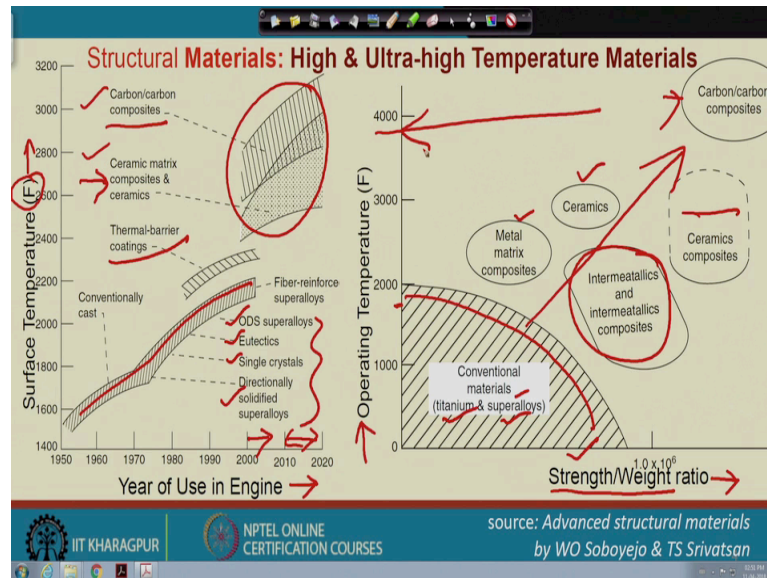 Structural Materials: High & Ultra-high Temperature Materials
3200
3000
2800
2600
2400
2200
2000
1800
1600
1400
Surface Temperature (F)
Carbon/carbon
composites
Ceramic matrix
composites &
ceramics
Thermal-barrier
coatings
Conventionally
cast
Fiber-reinforce
superalloys
ODS superalloys
Eutectics
Single crystals
Directionally
solidified
superalloys
1950 1960 1970 1980 1990 2000 2010 2020
Year of Use in Engine
4000
3000
2000
1000
0
Operating Temperature (F)
Carbon/carbon
composites
Ceramics
Metal
matrix
composites
Ceramics
composites
Intermeatallics
and
intermeatallics
composites
Conventional
materials
(titanium & superalloys)
0
1.0 x 10⁶
Strength/Weight ratio
IIT KHARAGPUR
NPTEL ONLINE
CERTIFICATION COURSES
source: Advanced structural materials
by WO Soboyejo & TS Srivatsan